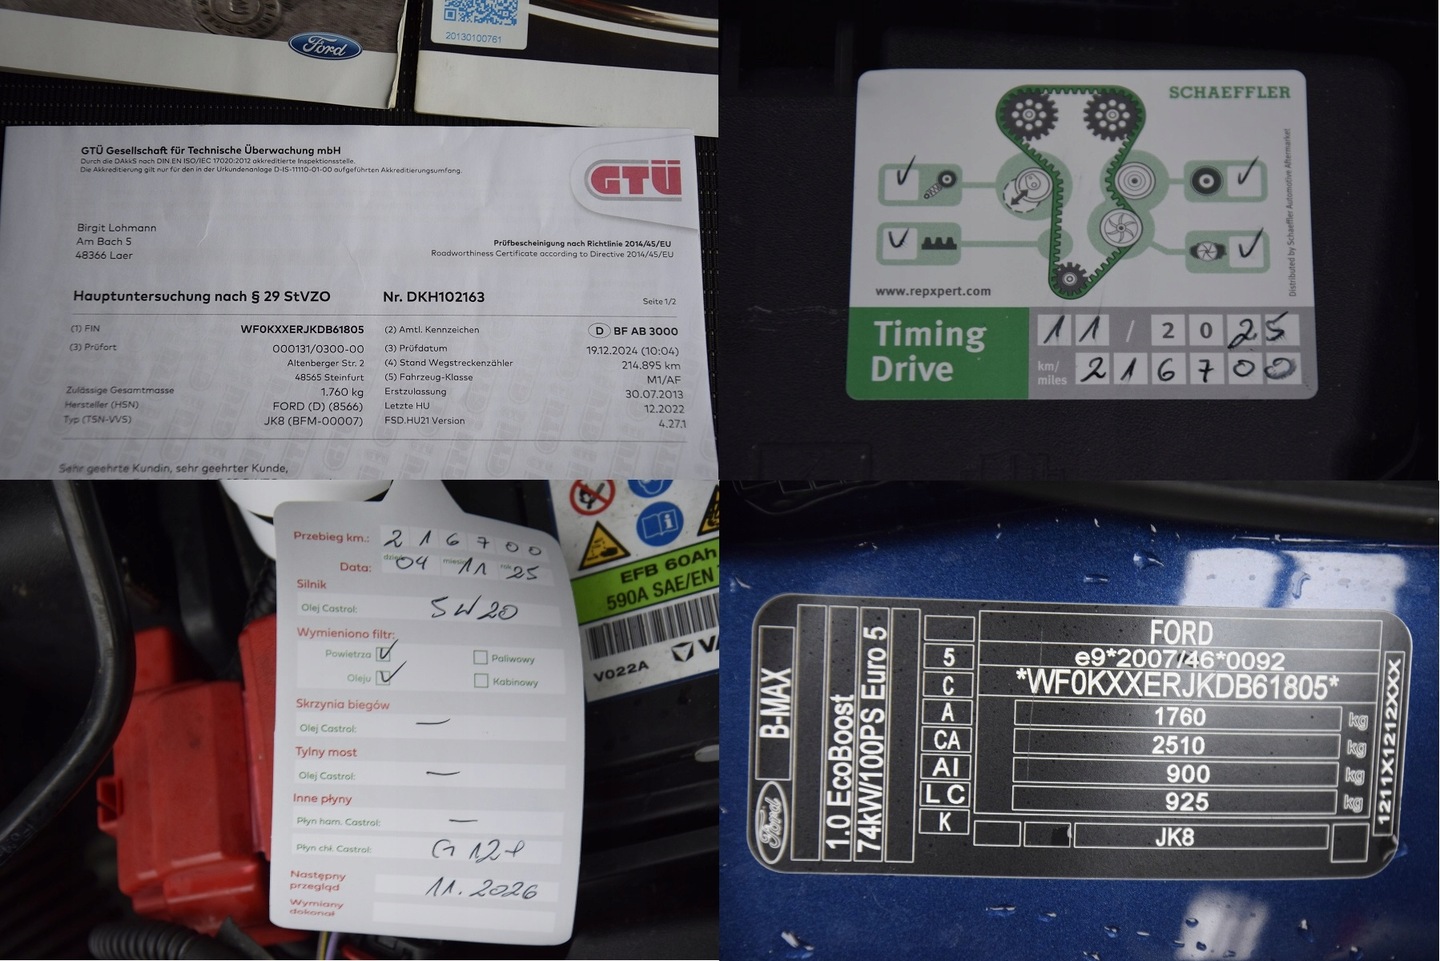 Ford
20130100761
GTÜ Gesellschaft für Technische Überwachung mbH
Durch die DAkkS nach DIN EN ISO/IEC 17020:2012 akkreditierte Inspektionsstelle.
Die Akkreditierung gilt nur für den in der Urkundenanlage D-IS-11110-01-00 aufgeführten Akkreditierungsumfang.
GTÜ
Birgit Lohmann
Am Bach 5
48366 Laer
Prüfbescheinigung nach Richtlinie 2014/45/EU
Roadworthiness Certificate according to Directive 2014/45/EU
Hauptuntersuchung nach § 29 StVZO Nr. DKH102163 Seite 1/2
(1) FIN WF0KXXERJKDB61805 (2) Amtl. Kennzeichen D BF AB 3000
(3) Prüfort 000131/0300-00 (3) Prüfdatum 19.12.2024 (10:04)
Altenberger Str. 2 (4) Stand Wegstreckenzähler 214.895 km
48565 Steinfurt (5) Fahrzeug-Klasse M1/AF
Zulässige Gesamtmasse 1.760 kg Erstzulassung 30.07.2013
Hersteller (HSN) FORD (D) (8566) Letzte HU 12.2022
Typ (TSN-VVS) JK8 (BFM-00007) FSD.HU21 Version 4.27.1
Sehr geehrte Kundin, sehr geehrter Kunde,
SCHAEFFLER
www.repxpert.com
Distributed by Schaeffler Automotive Aftermarket
Timing Drive
11 / 2025
km/miles 216700
Przebieg km.: 216700
dzień rok
Data: 04 11 25
Silnik
Olej Castrol: 5W20
Wymieniono filtr:
Powietrza Paliwowy
Oleju Kabinowy
Skrzynia biegów
Olej Castrol: —
Tylny most
Olej Castrol: —
Inne płyny
Płyn ham. Castrol: —
Płyn chł. Castrol: G12+
Następny przegląd 11.2026
Wymiany dokonał
EFB 60Ah
590A SAE/EN
V022A VA
B-MAX
Ford
1.0 EcoBoost
74kW/100PS Euro 5
FORD
5 e9*2007/46*0092
C *WF0KXXERJKDB61805*
A 1760 kg
CA 2510 kg
AI 900 kg
LC 925 kg
K JK8
1211X1212XXX